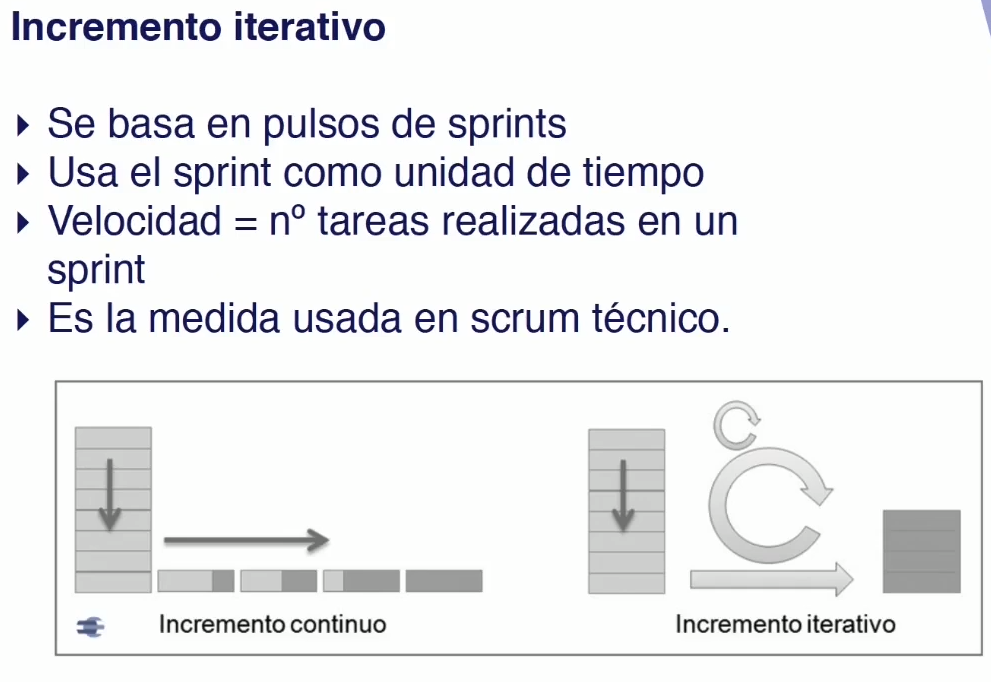 Incremento iterativo
Se basa en pulsos de sprints
Usa el sprint como unidad de tiempo
Velocidad = nº tareas realizadas en un
sprint
Es la medida usada en scrum técnico.
Incremento continuo
Incremento iterativo